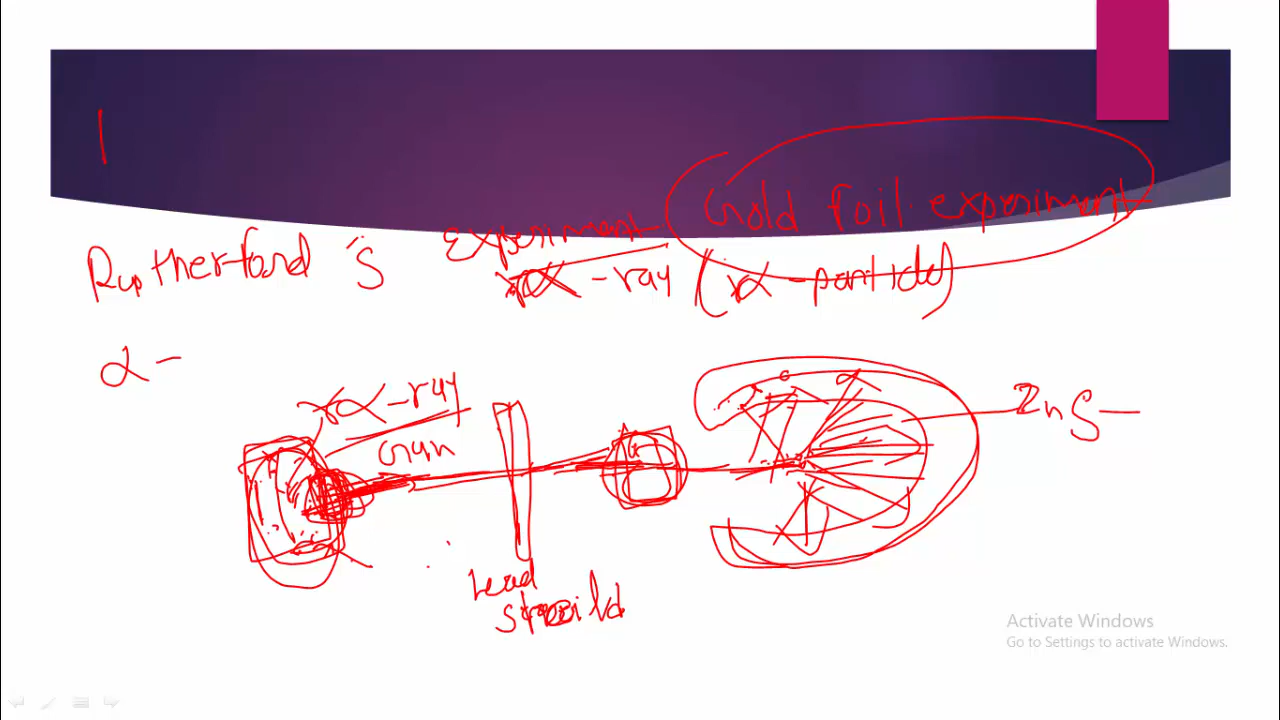 Gold foil experiment
Rutherford's experiment
α-ray (α-particle)
α-
α-ray
Gun
ZnS
Lead
Activate Windows
Go to Settings to activate Windows.